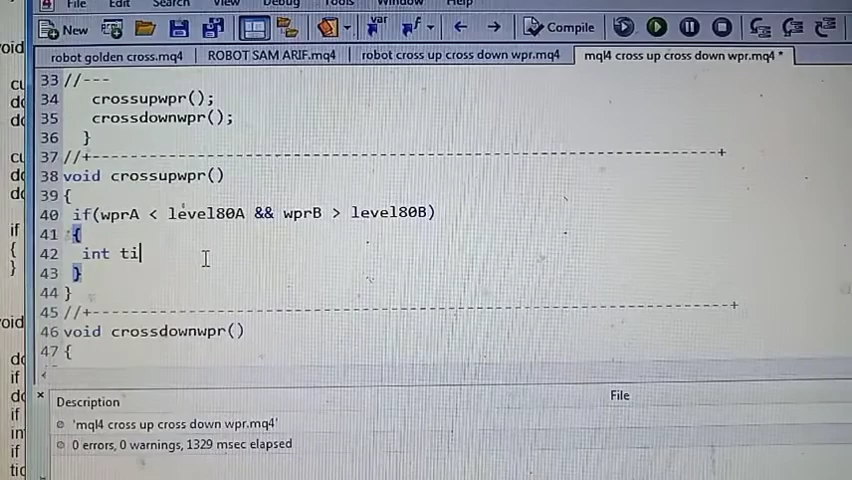 File Edit View Insert Debug Tools Window Help
New var Compile
robot golden cross.mq4 ROBOT SAM ARIF.mq4 robot cross up cross down wpr.mq4 mql4 cross up cross down wpr.mq4 *
33 //---
34 crossupwpr();
35 crossdownwpr();
36 }
37 //+------------------------------------------------------------------+
38 void crossupwpr()
39 {
40 if(wprA < level80A && wprB > level80B)
41 {
42 int ti
43 }
44 }
45 //+------------------------------------------------------------------+
46 void crossdownwpr()
47 {
Description File
'mql4 cross up cross down wpr.mq4'
0 errors, 0 warnings, 1329 msec elapsed